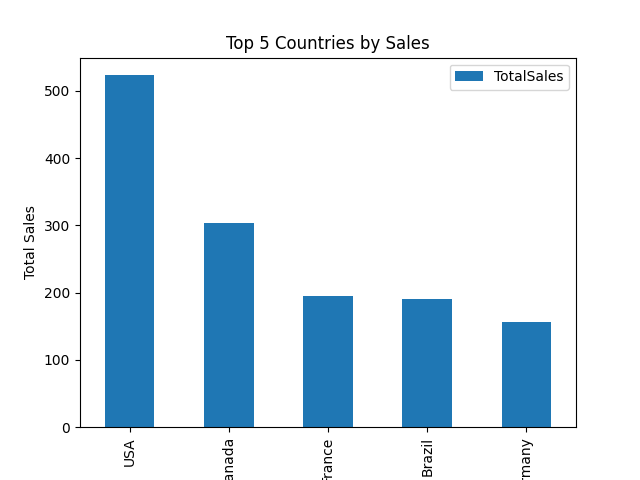 Top 5 Countries by Sales
TotalSales
Total Sales
500
400
300
200
100
0
USA
anada
rance
Brazil
rmany